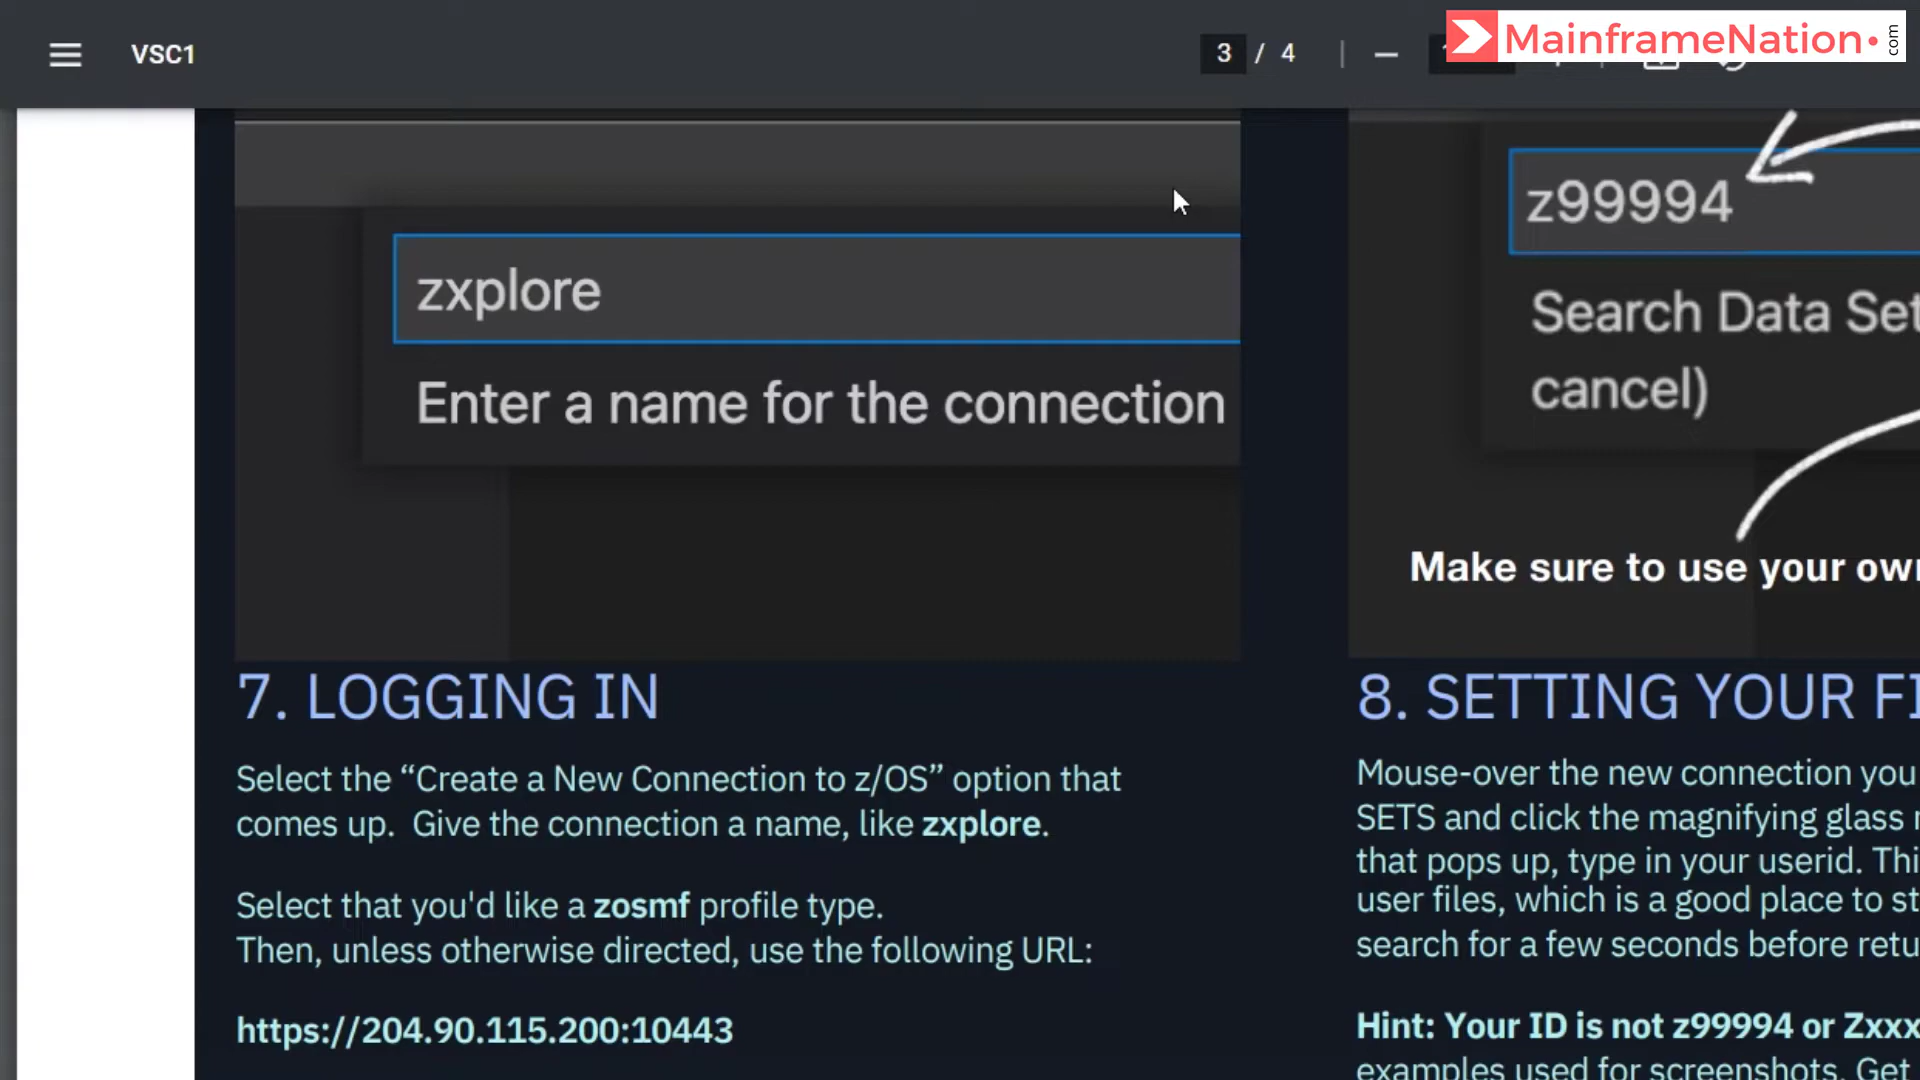 VSC1
3 / 4
MainframeNation.com
zxplore
Enter a name for the connection
7. LOGGING IN
Select the “Create a New Connection to z/OS” option that
comes up. Give the connection a name, like zxplore.
Select that you'd like a zosmf profile type.
Then, unless otherwise directed, use the following URL:
https://204.90.115.200:10443
z99994
Search Data Set
cancel)
Make sure to use your own
8. SETTING YOUR FI
Mouse-over the new connection you
SETS and click the magnifying glass
that pops up, type in your userid. Thi
user files, which is a good place to st
search for a few seconds before retu
Hint: Your ID is not z99994 or Zxxx
examples used for screenshots. Get